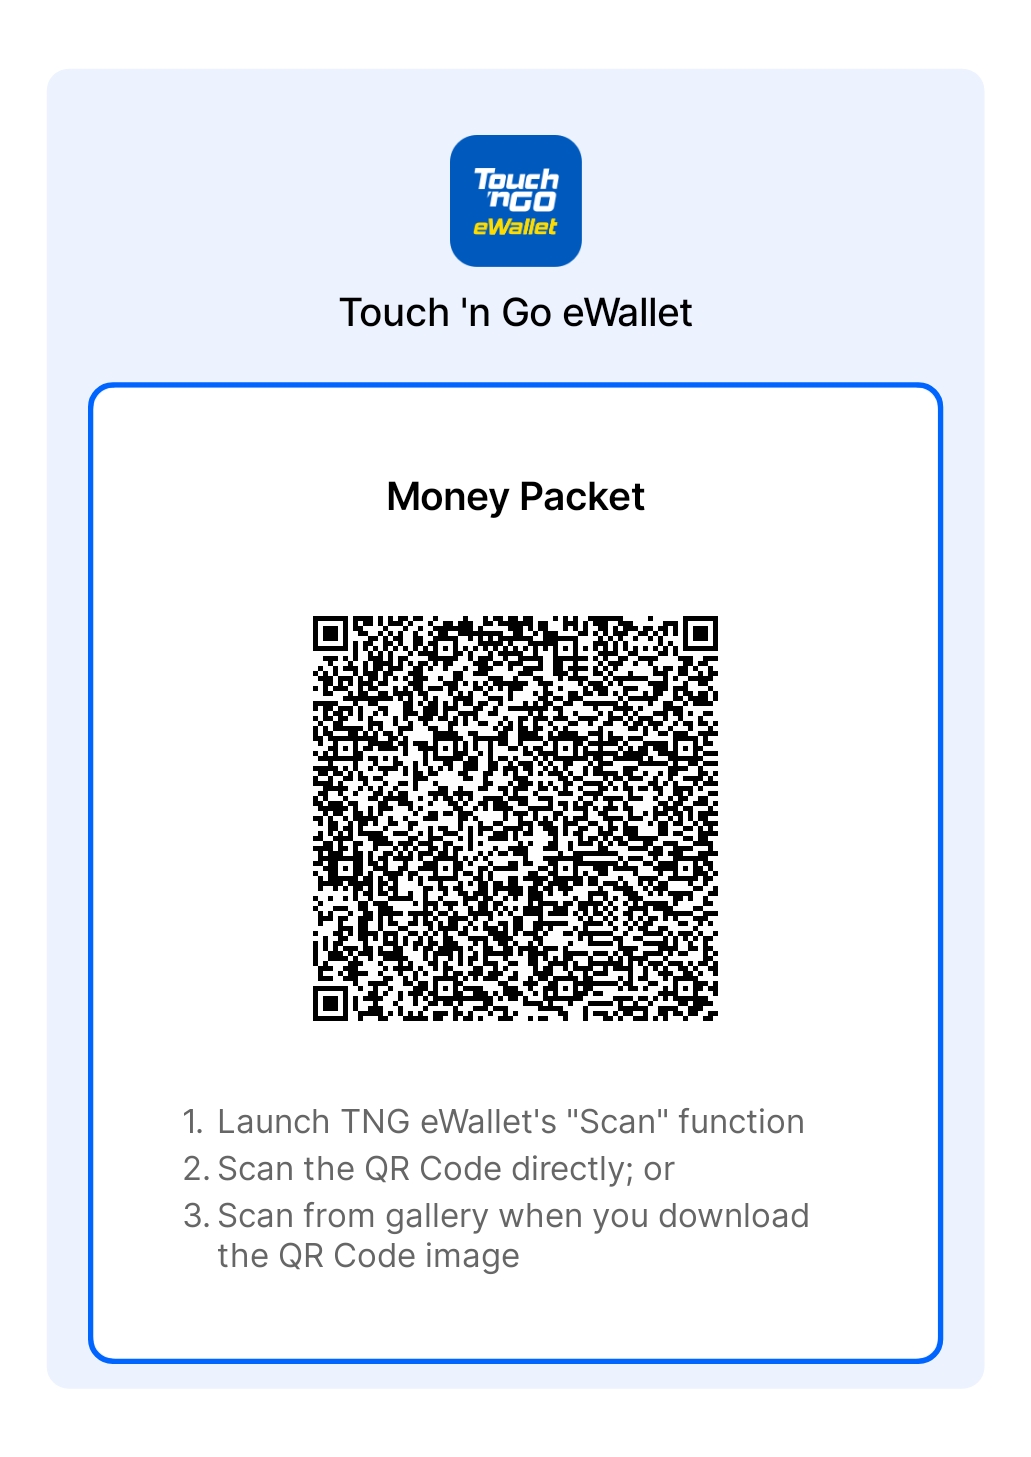 Touch
'nGO
eWallet
Touch 'n Go eWallet
Money Packet
1. Launch TNG eWallet's "Scan" function
2. Scan the QR Code directly; or
3. Scan from gallery when you download
the QR Code image